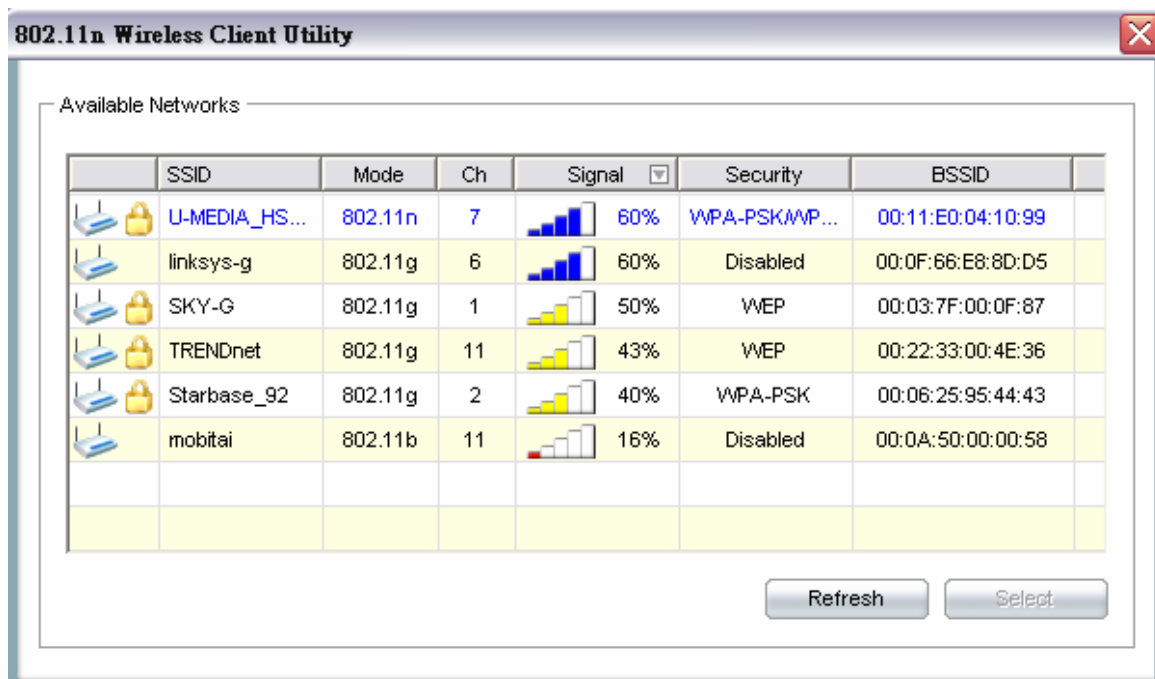 802.11n Wireless Client Utility
Available Networks
SSID Mode Ch Signal Security BSSID
U-MEDIA_HS... 802.11n 7 60% WPA-PSK/WP... 00:11:E0:04:10:99
linksys-g 802.11g 6 60% Disabled 00:0F:66:E8:8D:D5
SKY-G 802.11g 1 50% WEP 00:03:7F:00:0F:87
TRENDnet 802.11g 11 43% WEP 00:22:33:00:4E:36
Starbase_92 802.11g 2 40% WPA-PSK 00:06:25:95:44:43
mobitai 802.11b 11 16% Disabled 00:0A:50:00:00:58
Refresh Select